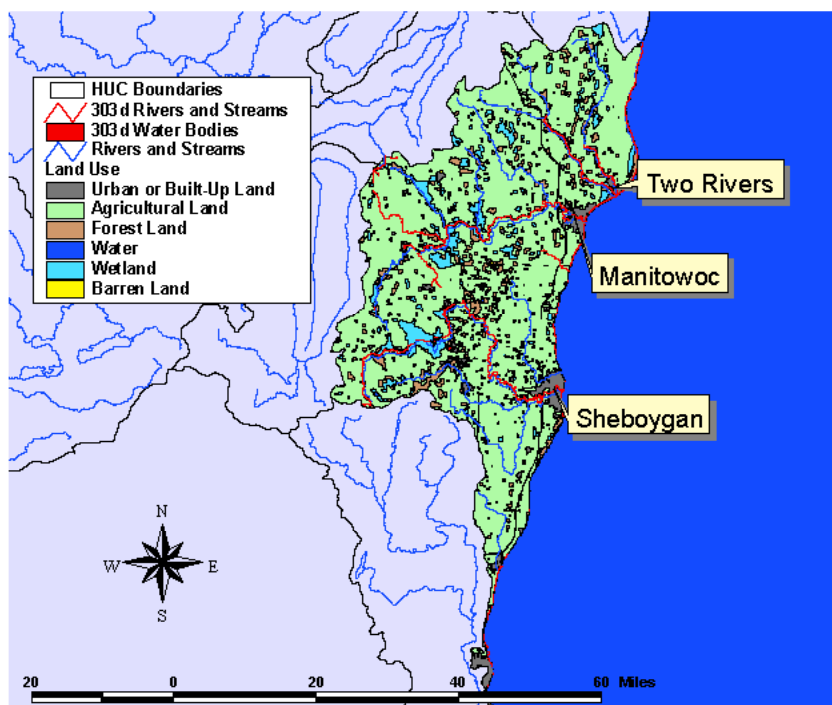 HUC Boundaries
303d Rivers and Streams
303d Water Bodies
Rivers and Streams
Land Use
Urban or Built-Up Land
Agricultural Land
Forest Land
Water
Wetland
Barren Land
Two Rivers
Manitowoc
Sheboygan
N
W E
S
20 0 20 40 60 Miles